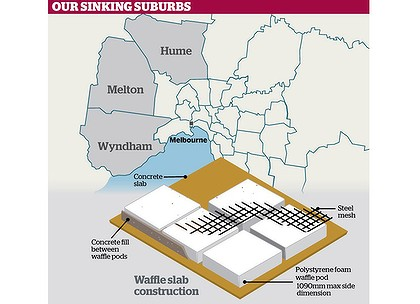 OUR SINKING SUBURBS
Hume
Melton
Wyndham
Melbourne
Concrete
slab
Steel
mesh
Concrete fill
between
waffle pods
Waffle slab
construction
Polystyrene foam
waffle pod
1090mm max side
dimension